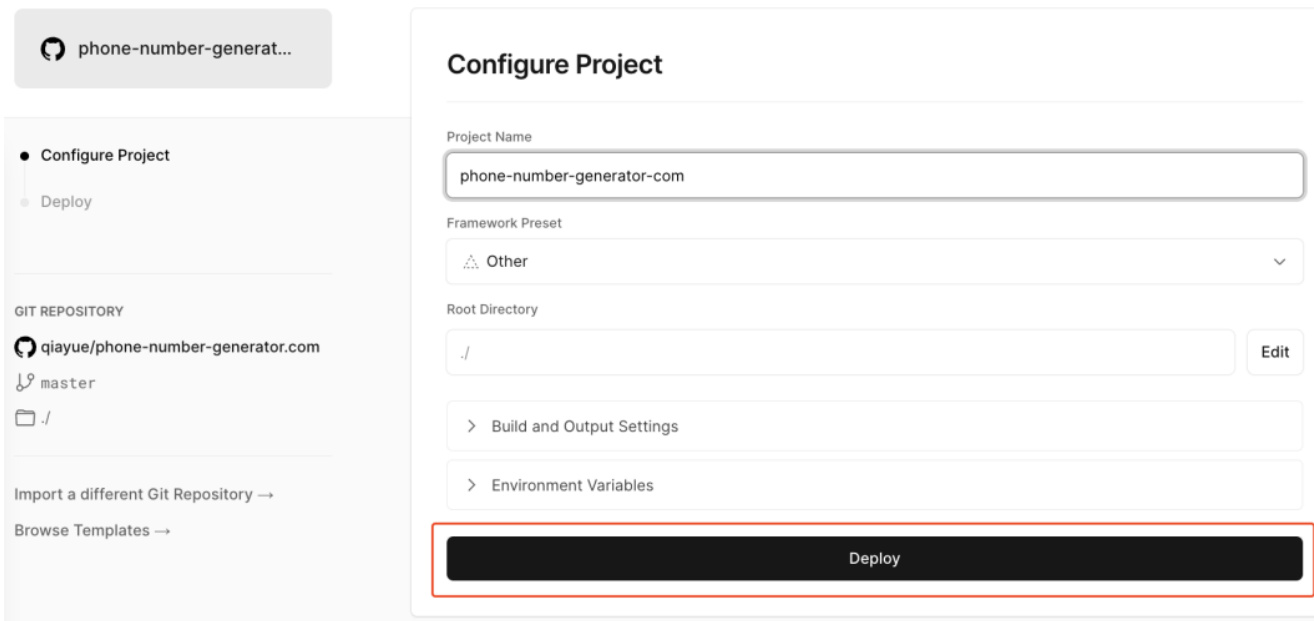 phone-number-generat...
Configure Project
Deploy
GIT REPOSITORY
qiayue/phone-number-generator.com
master
./
Import a different Git Repository →
Browse Templates →
Configure Project
Project Name
phone-number-generator-com
Framework Preset
Other
Root Directory
./
Edit
Build and Output Settings
Environment Variables
Deploy